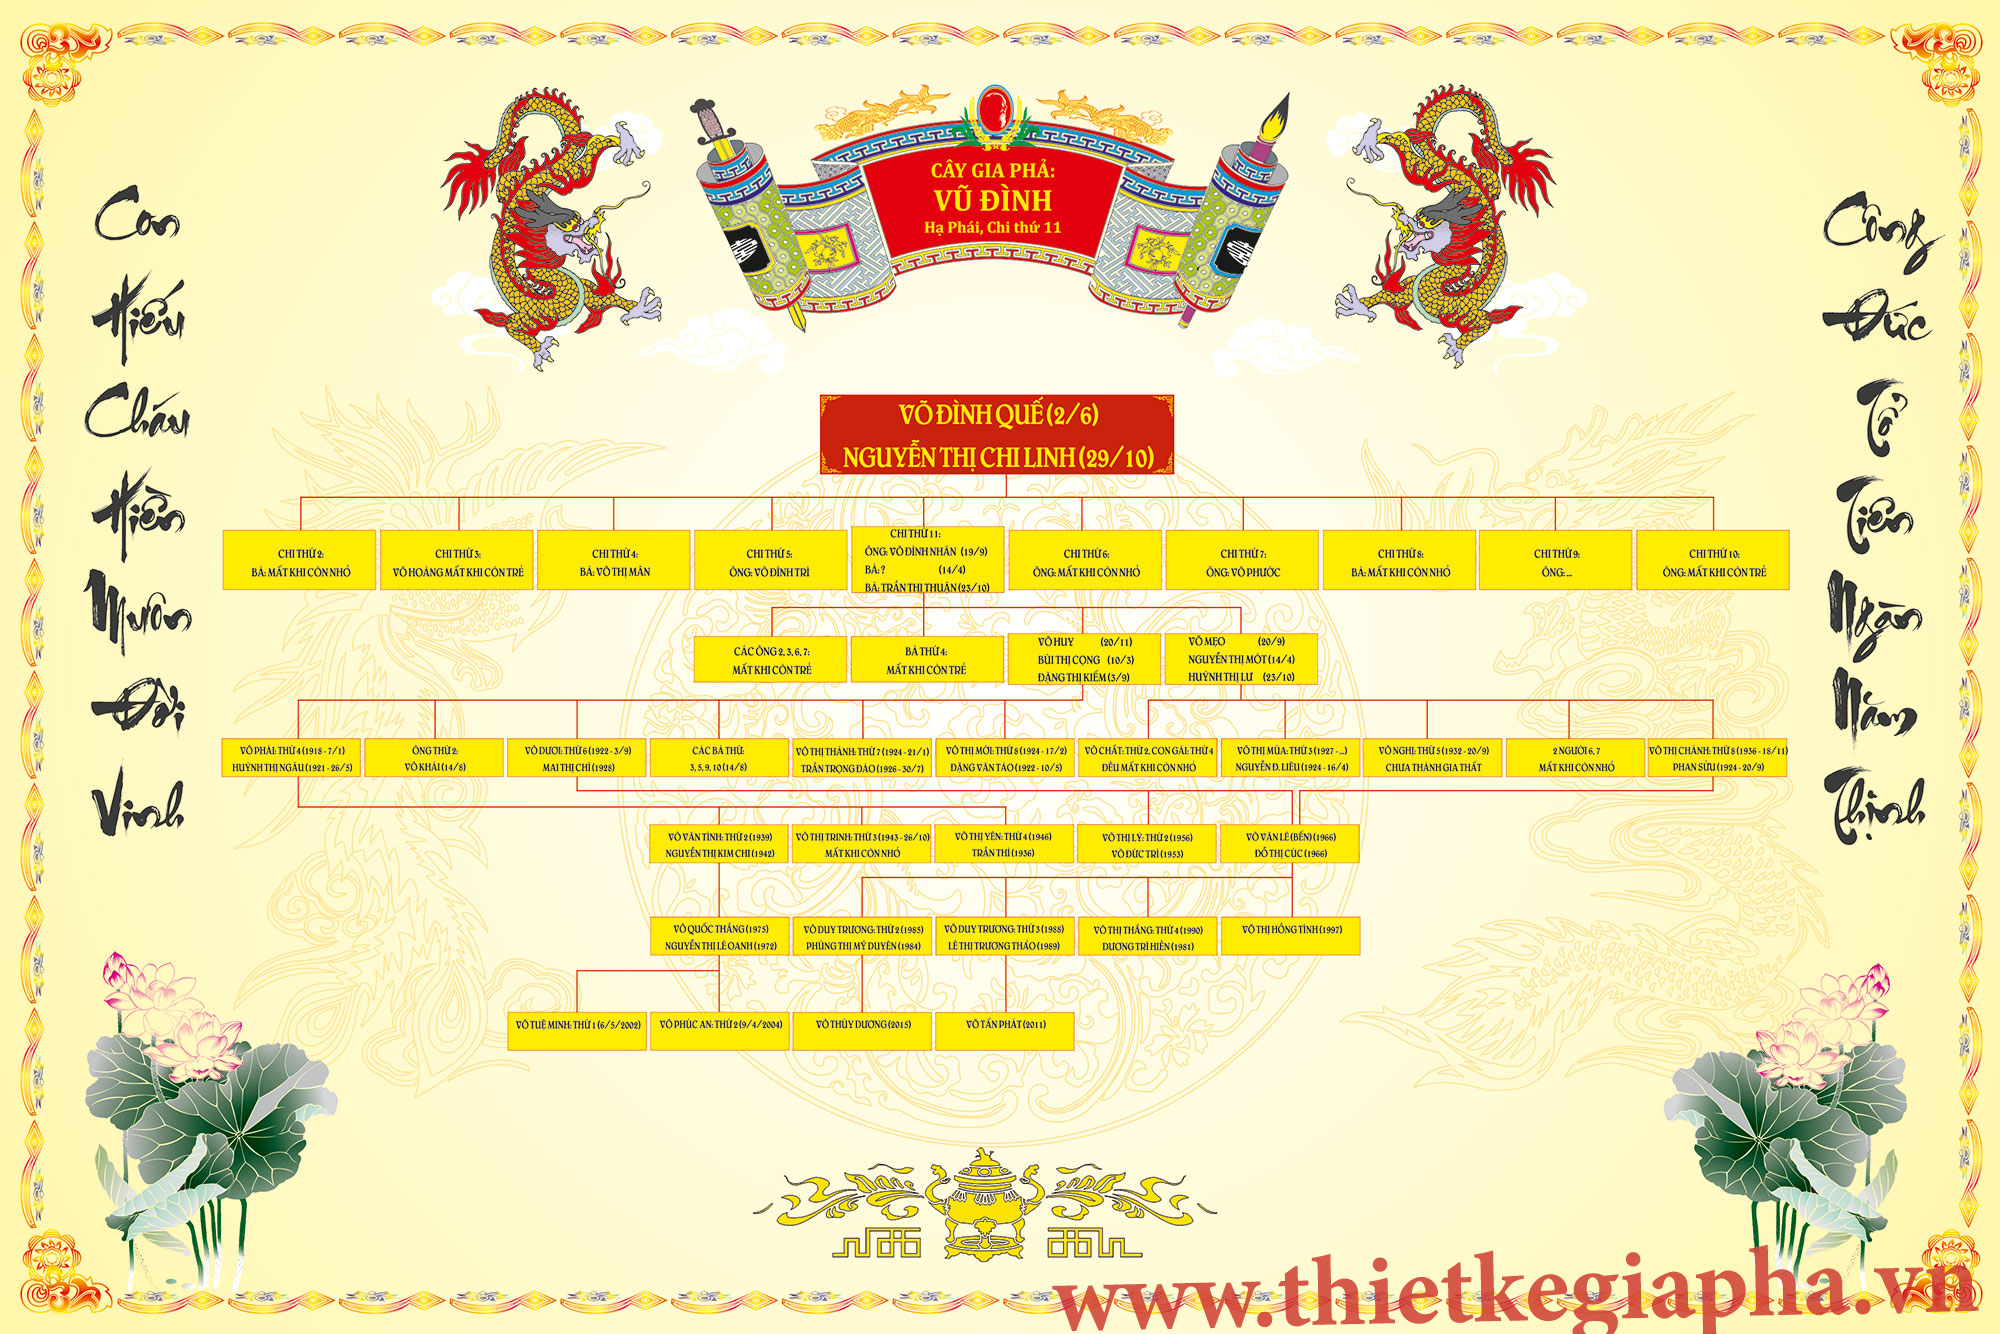 CÂY GIA PHẢ:
VŨ ĐÌNH
Hạ Phái, Chi thứ 11
Con
Hiếu
Cháu
Hiền
Muôn
Đời
Vinh
Công
Đức
Tổ
Tiên
Ngàn
Năm
Thịnh
VÕ ĐÌNH QUẾ (2/6)
NGUYỄN THỊ CHI LINH (29/10)
CHI THỨ 2:
BÀ: MẤT KHI CÒN NHỎ
CHI THỨ 3:
VÕ HOÀNG MẤT KHI CÒN TRẺ
CHI THỨ 4:
BÀ: VÕ THỊ MÂN
CHI THỨ 5:
ÔNG: VÕ ĐÌNH TRÌ
CHI THỨ 11:
ÔNG: VÕ ĐÌNH NHÂN (19/9)
BÀ: ? (14/4)
BÀ: TRẦN THỊ THUẬN (23/10)
CHI THỨ 6:
ÔNG: MẤT KHI CÒN NHỎ
CHI THỨ 7:
ÔNG: VÕ PHƯỚC
CHI THỨ 8:
BÀ: MẤT KHI CÒN NHỎ
CHI THỨ 9:
ÔNG: ...
CHI THỨ 10:
ÔNG: MẤT KHI CÒN TRẺ
CÁC ÔNG 2, 3, 6, 7:
MẤT KHI CÒN TRẺ
BÀ THỨ 4:
MẤT KHI CÒN TRẺ
VÕ HUY (20/11)
BÙI THỊ CỌNG (10/3)
ĐẶNG THỊ KIẾM (3/9)
VÕ MẸO (20/9)
NGUYỄN THỊ MÓT (14/4)
HUỲNH THỊ LƯ (23/10)
VÕ PHÁI: THỨ 4 (1918 - 7/1)
HUỲNH THỊ NGÂU (1921 - 26/5)
ÔNG THỨ 2:
VÕ KHÁI (14/8)
VÕ DƯƠI: THỨ 6 (1922 - 3/9)
MAI THỊ CHỈ (1928)
CÁC BÀ THỨ:
3, 5, 9, 10 (14/8)
VÕ THỊ THÀNH: THỨ 7 (1924 - 21/1)
TRẦN TRỌNG ĐÀO (1926 - 30/7)
VÕ THỊ MỚI: THỨ 8 (1924 - 17/2)
ĐẶNG VĂN TÁO (1922 - 10/5)
VÕ CHẤT: THỨ 2, CON GÁI: THỨ 4
ĐỀU MẤT KHI CÒN NHỎ
VÕ THỊ MÙA: THỨ 3 (1927 - ...)
NGUYỄN D. LIÊU (1924 - 16/4)
VÕ NGHỊ: THỨ 5 (1932 - 20/9)
CHƯA THÀNH GIA THẤT
2 NGƯỜI 6, 7
MẤT KHI CÒN NHỎ
VÕ THỊ CHÁNH: THỨ 8 (1936 - 18/11)
PHAN SỬU (1924 - 20/9)
VÕ VĂN TÍNH: THỨ 2 (1939)
NGUYỄN THỊ KIM CHI (1942)
VÕ THỊ TRINH: THỨ 3 (1943 - 26/10)
MẤT KHI CÒN NHỎ
VÕ THỊ YẾN: THỨ 4 (1946)
TRẦN THÍ (1936)
VÕ THỊ LÝ: THỨ 2 (1956)
VÕ ĐỨC TRÍ (1953)
VÕ VĂN LÊ (BẾN) (1966)
ĐỖ THỊ CÚC (1966)
VÕ QUỐC THẮNG (1975)
NGUYỄN THỊ LÊ OANH (1972)
VÕ DUY TRƯƠNG: THỨ 2 (1985)
PHÙNG THỊ MỸ DUYÊN (1984)
VÕ DUY TRƯƠNG: THỨ 3 (1988)
LÊ THỊ TRƯƠNG THẢO (1989)
VÕ THỊ THẮNG: THỨ 4 (1990)
DƯƠNG TRÍ HIỀN (1981)
VÕ THỊ HỒNG TÌNH (1997)
VÕ TUỆ MINH: THỨ 1 (6/5/2002)
VÕ PHÚC AN: THỨ 2 (9/4/2004)
VÕ THÙY DƯƠNG (2015)
VÕ TẤN PHÁT (2011)
www.thietkegiapha.vn